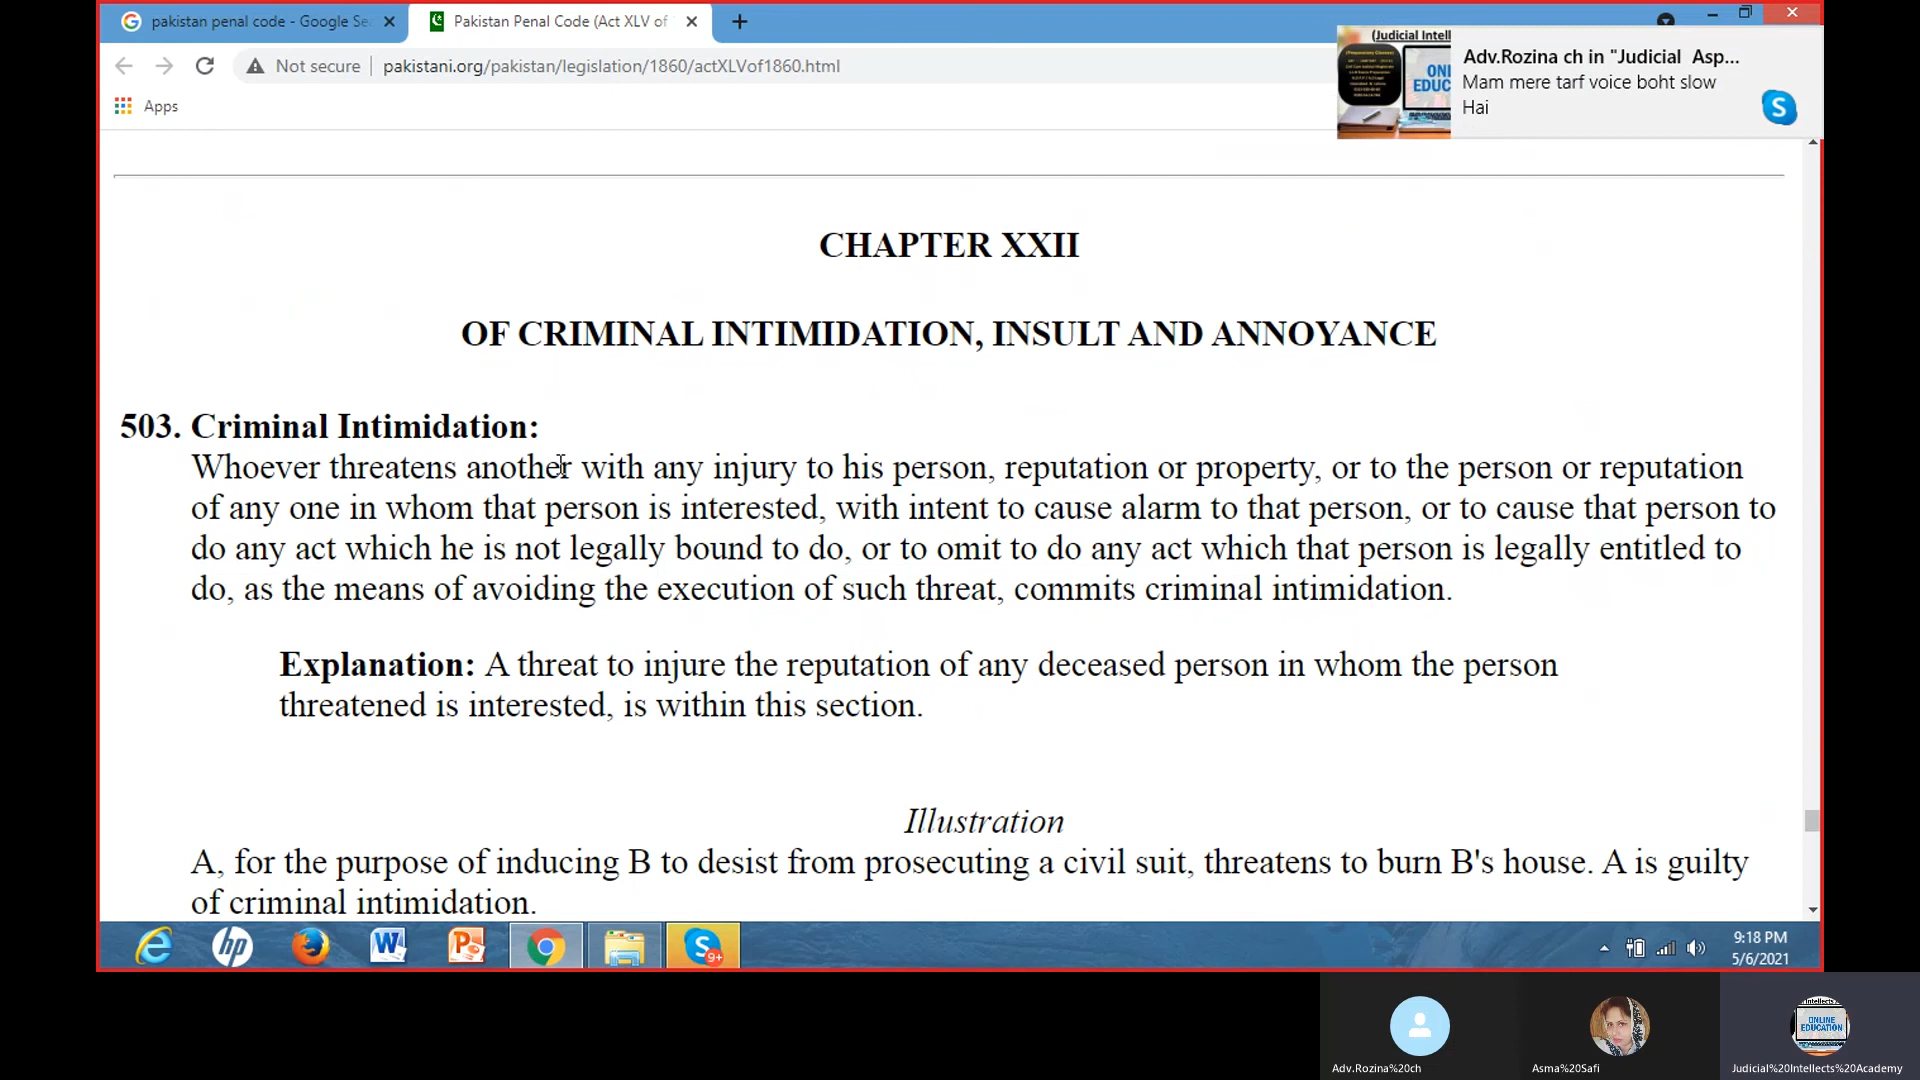 pakistan penal code - Google Se
Pakistan Penal Code (Act XLV of
Not secure
pakistani.org/pakistan/legislation/1860/actXLVof1860.html
Apps
(Judicial Intell
ONL
EDUC
Adv.Rozina ch in "Judicial Asp...
Mam mere tarf voice boht slow
Hai
CHAPTER XXII
OF CRIMINAL INTIMIDATION, INSULT AND ANNOYANCE
503. Criminal Intimidation:
Whoever threatens another with any injury to his person, reputation or property, or to the person or reputation
of any one in whom that person is interested, with intent to cause alarm to that person, or to cause that person to
do any act which he is not legally bound to do, or to omit to do any act which that person is legally entitled to
do, as the means of avoiding the execution of such threat, commits criminal intimidation.
Explanation: A threat to injure the reputation of any deceased person in whom the person
threatened is interested, is within this section.
Illustration
A, for the purpose of inducing B to desist from prosecuting a civil suit, threatens to burn B's house. A is guilty
of criminal intimidation.
9+
9:18 PM
5/6/2021
ONLINE
EDUCATION
Adv.Rozina%20ch
Asma%20Safi
Judicial%20Intellects%20Academy